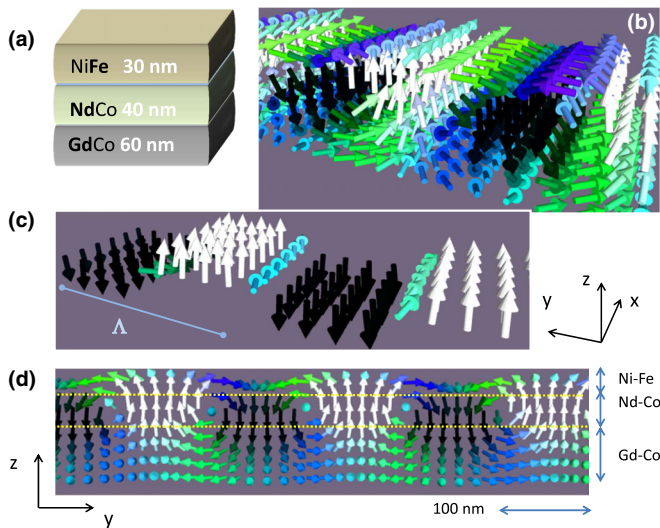 (a)
NiFe 30 nm
NdCo 40 nm
GdCo 60 nm
(b)
(c)
Λ
z
y
x
(d)
Ni-Fe
Nd-Co
Gd-Co
z
y
100 nm